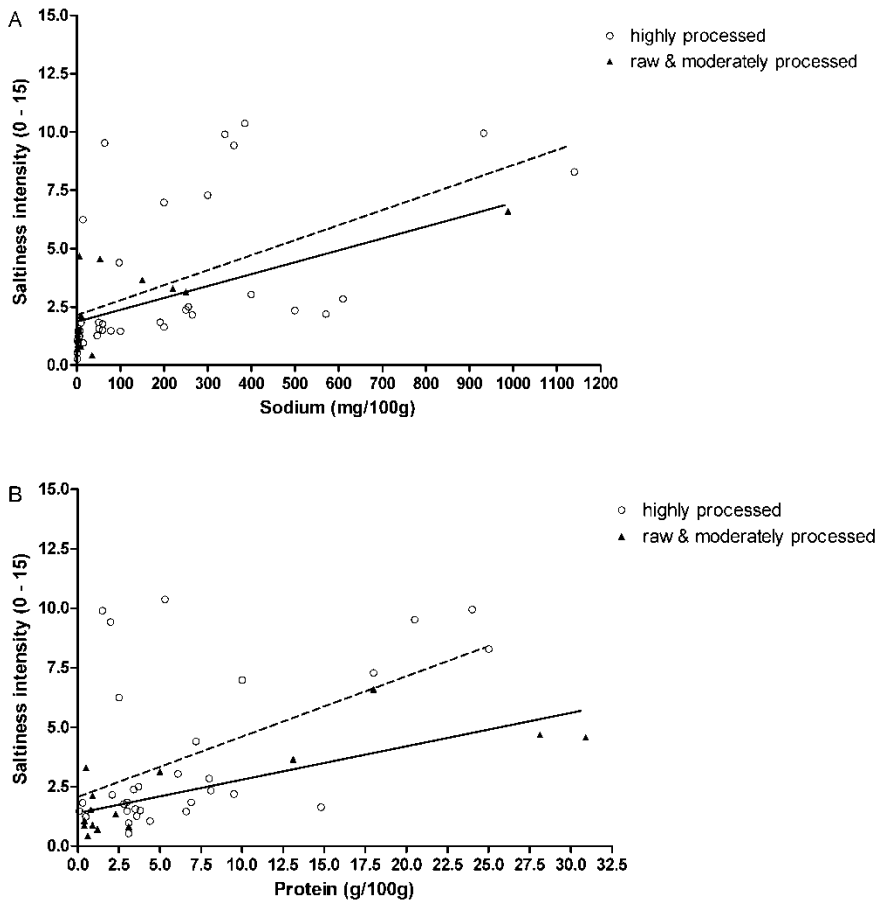 A
15.0
12.5
10.0
7.5
5.0
2.5
0.0
Saltiness intensity (0 - 15)
0 100 200 300 400 500 600 700 800 900 1000 1100 1200
Sodium (mg/100g)
highly processed
raw & moderately processed
B
15.0
12.5
10.0
7.5
5.0
2.5
0.0
Saltiness intensity (0 - 15)
0.0 2.5 5.0 7.5 10.0 12.5 15.0 17.5 20.0 22.5 25.0 27.5 30.0 32.5
Protein (g/100g)
highly processed
raw & moderately processed